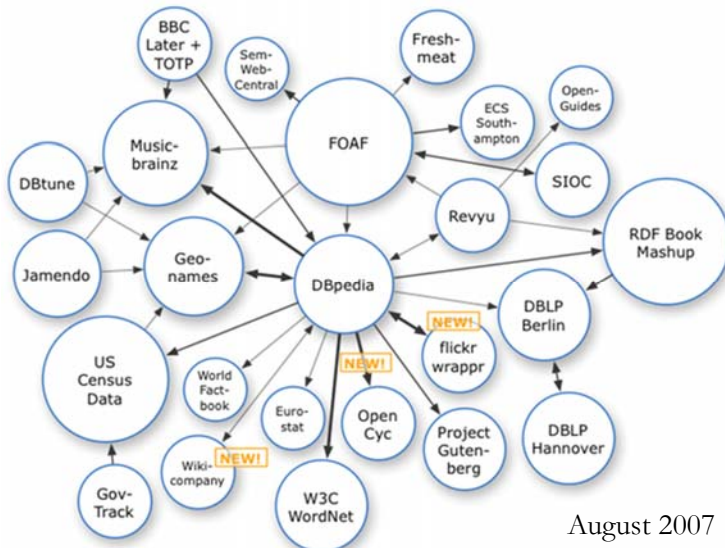 BBC
Later +
TOTP
Sem-
Web-
Central
Fresh-
meat
FOAF
ECS
South-
ampton
Open-
Guides
Music-
brainz
DBtune
SIOC
Revyu
RDF Book
Mashup
Jamendo
Geo-
names
DBpedia
DBLP
Berlin
NEW!
flickr
wrappr
US
Census
Data
World
Fact-
book
NEW!
Euro-
stat
Open
Cyc
Project
Guten-
berg
DBLP
Hannover
Wiki-
company
NEW!
Gov-
Track
W3C
WordNet
August 2007